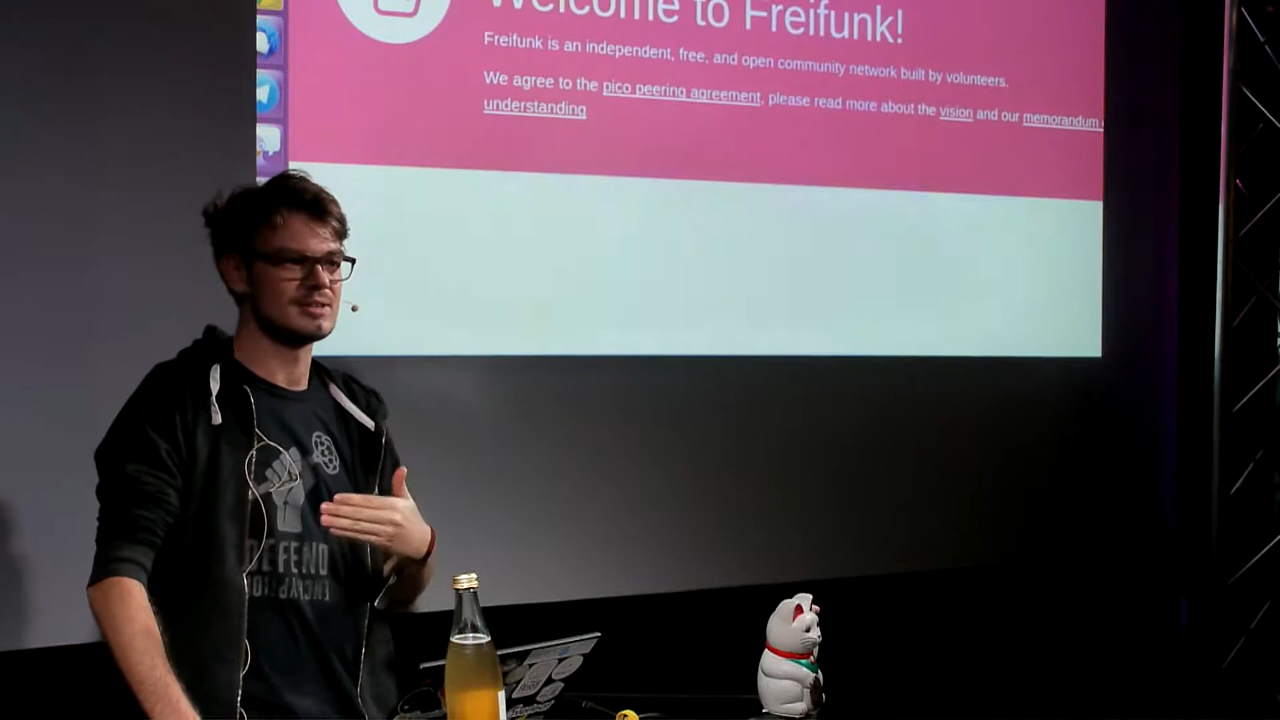 Welcome to Freifunk!
Freifunk is an independent, free, and open community network built by volunteers.
We agree to the pico peering agreement, please read more about the vision and our memorandum
understanding
DEFEND
ENCRYPTION